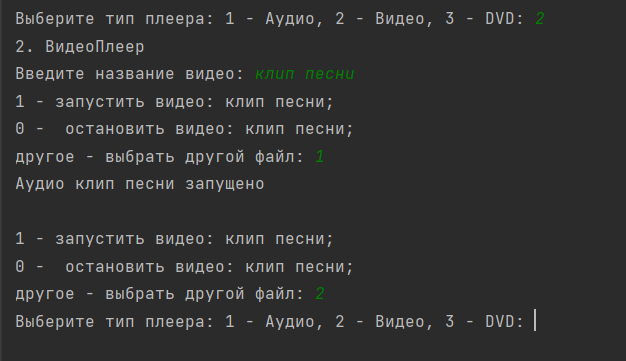 Выберите тип плеера: 1 - Аудио, 2 - Видео, 3 - DVD: 2
2. ВидеоПлеер
Введите название видео: клип песни
1 - запустить видео: клип песни;
0 -  остановить видео: клип песни;
другое - выбрать другой файл: 1
Аудио клип песни запущено
1 - запустить видео: клип песни;
0 -  остановить видео: клип песни;
другое - выбрать другой файл: 2
Выберите тип плеера: 1 - Аудио, 2 - Видео, 3 - DVD: